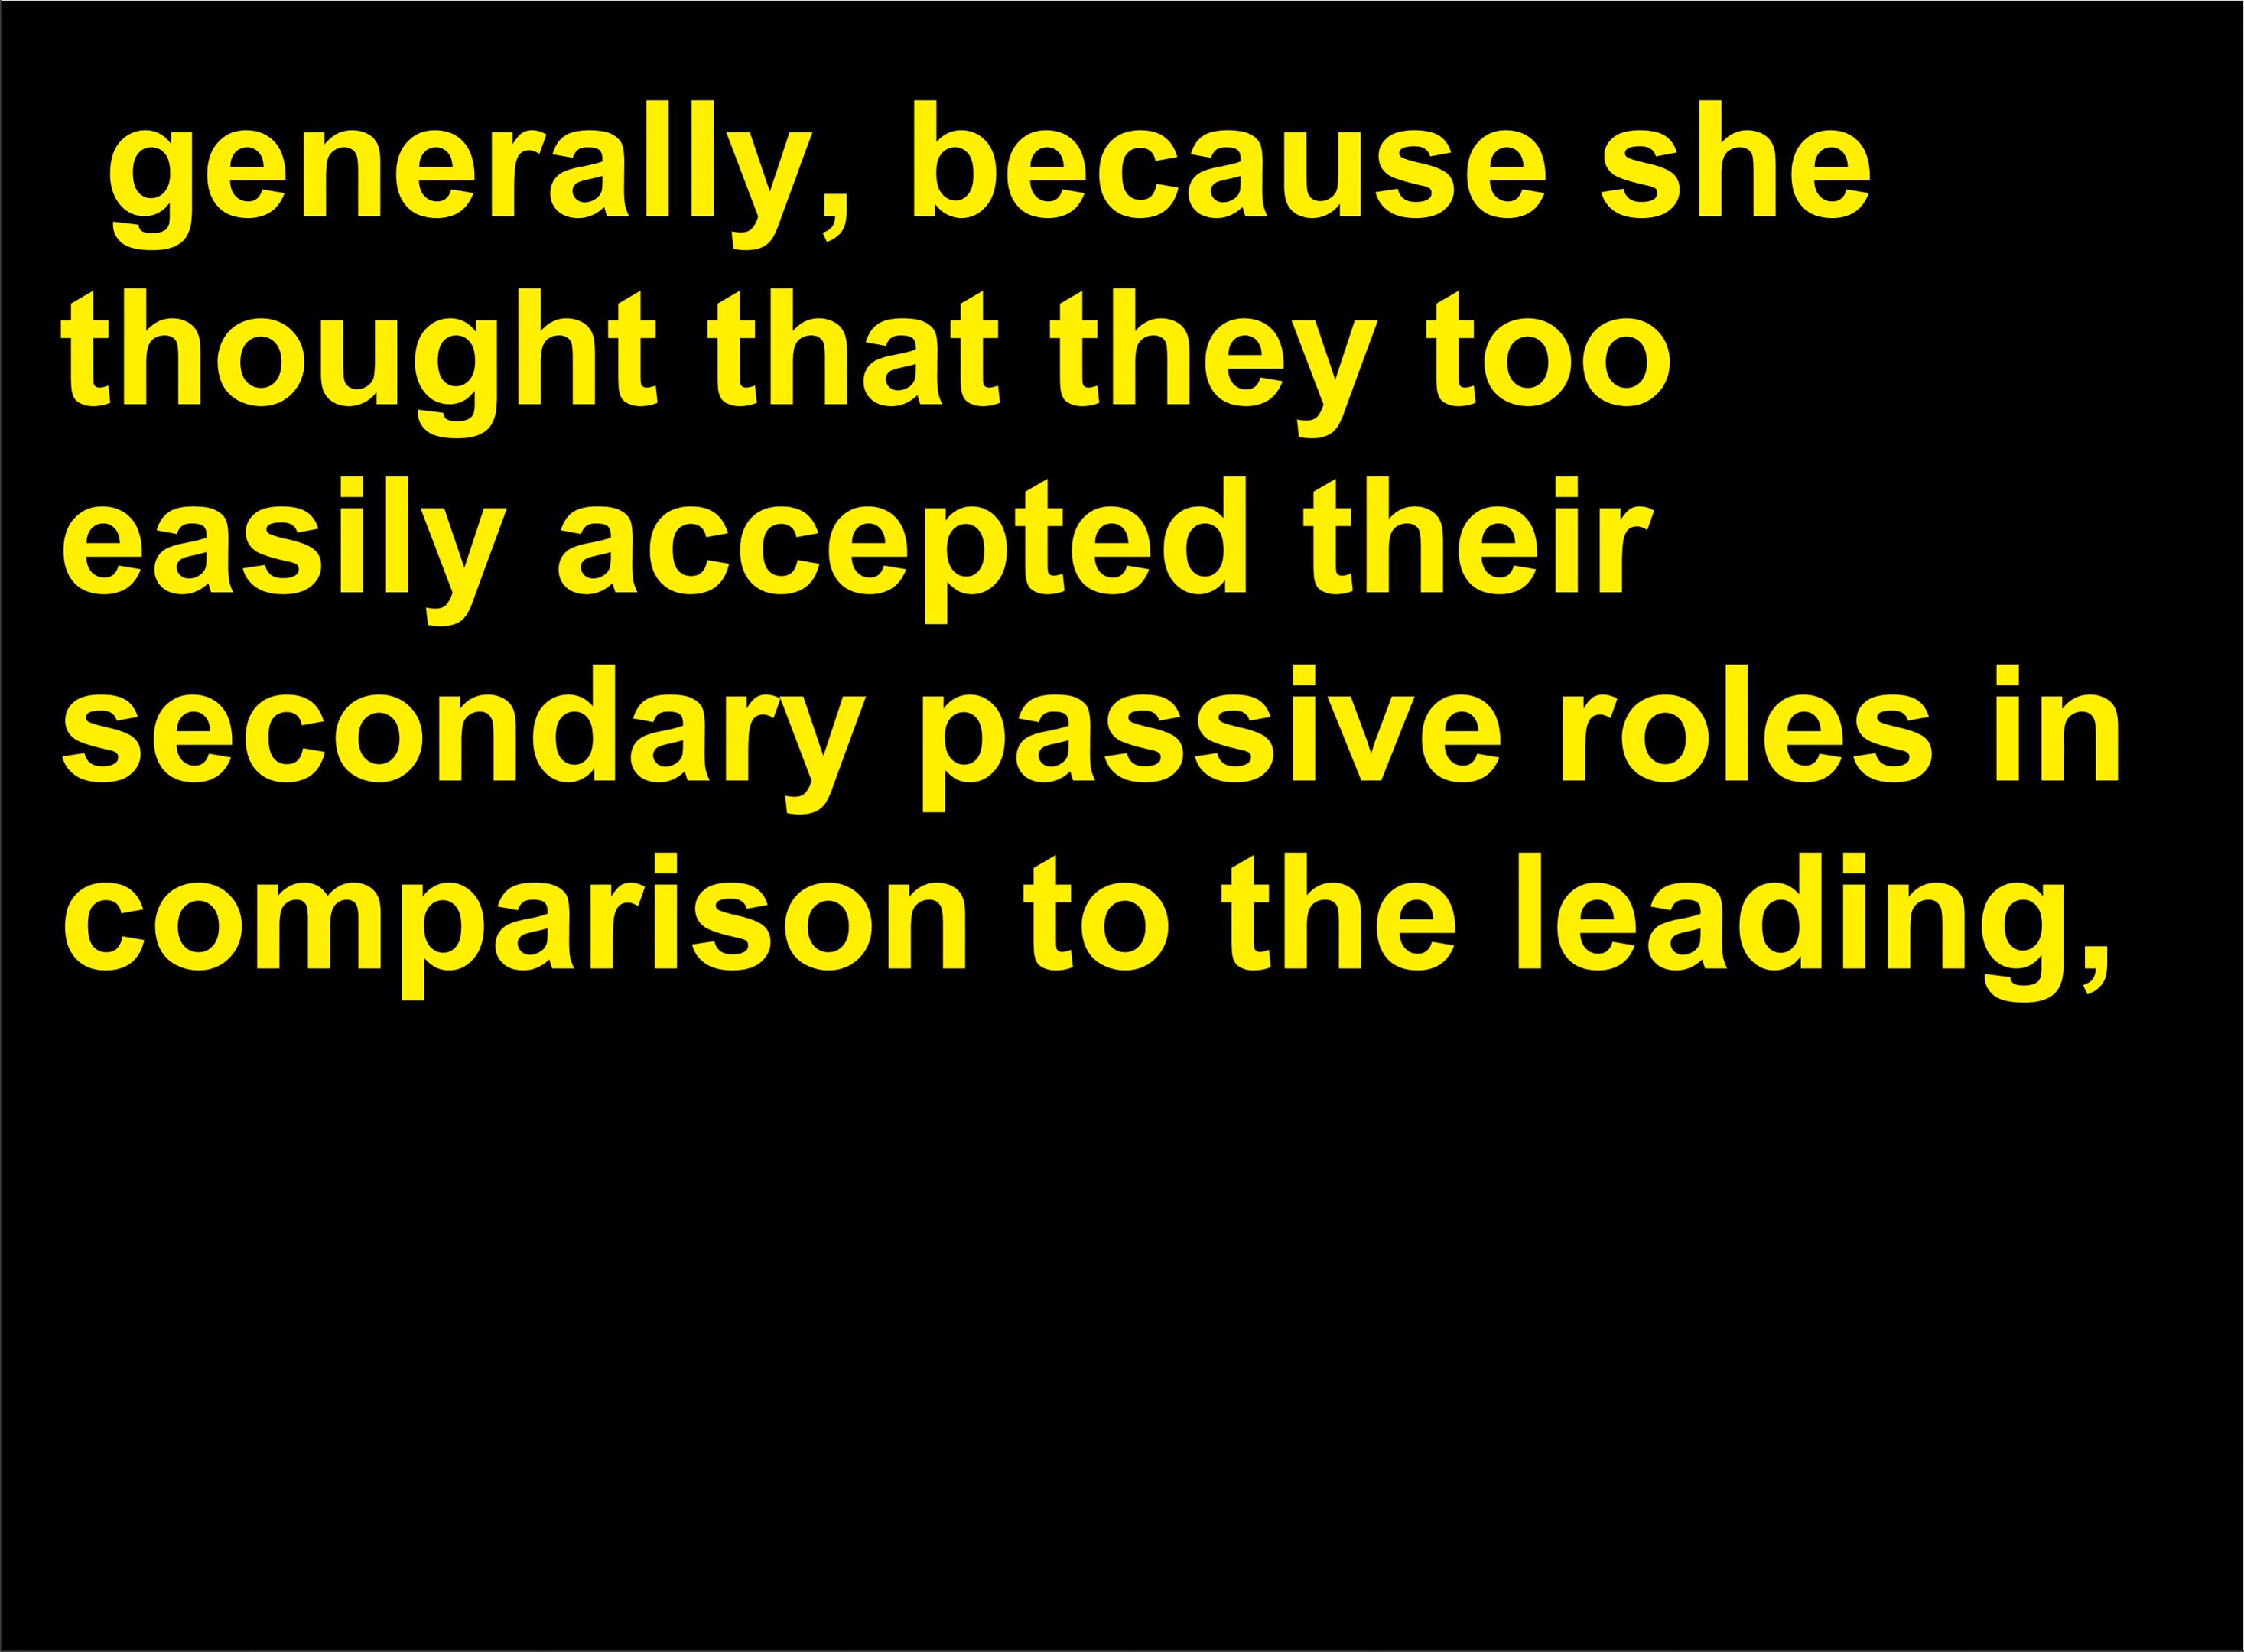 generally, because she
thought that they too
easily accepted their
secondary passive roles in
comparison to the leading,